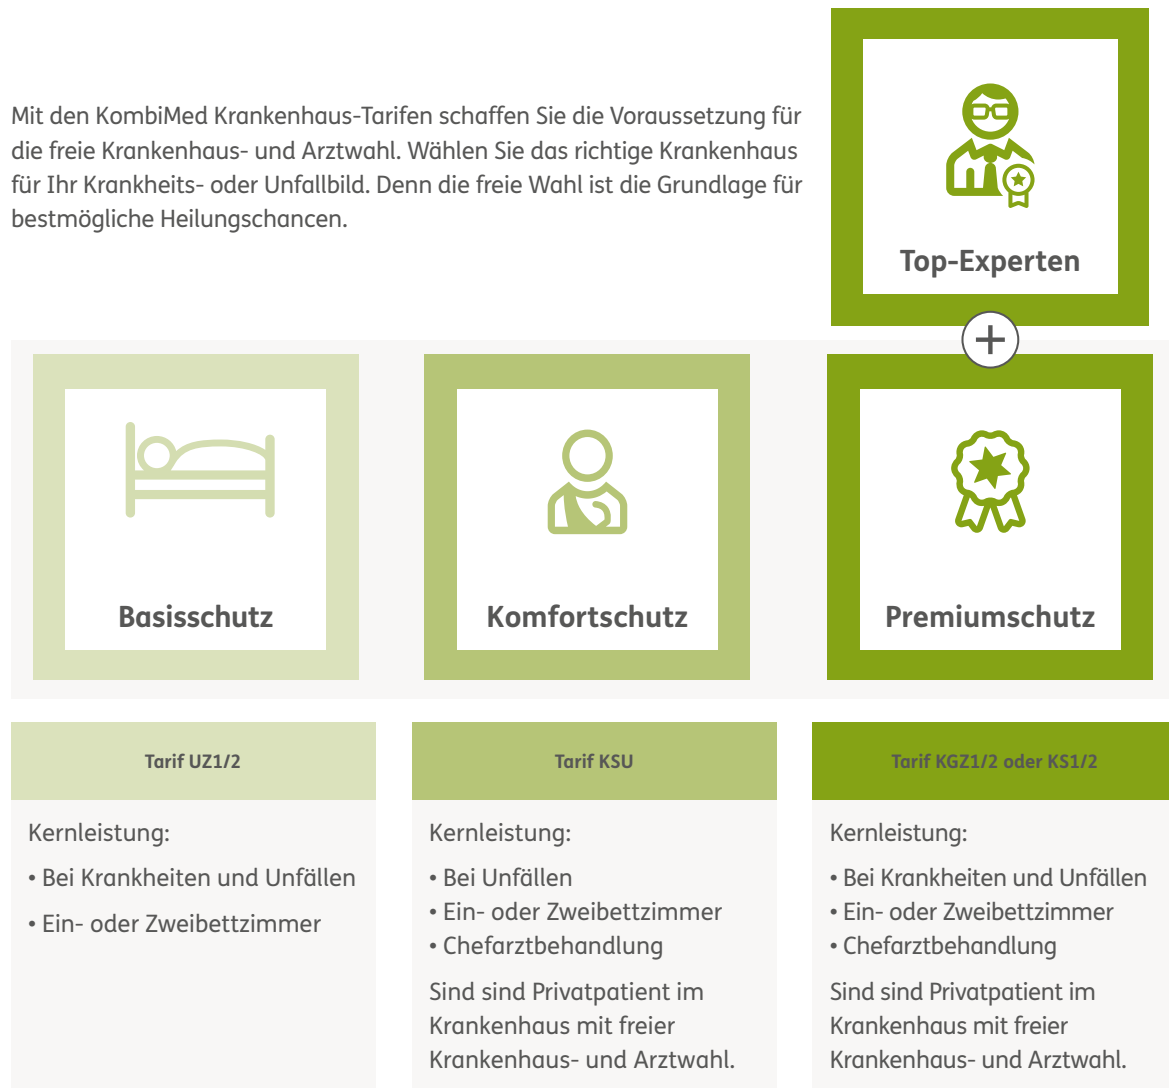 Mit den KombiMed Krankenhaus-Tarifen schaffen Sie die Voraussetzung für
die freie Krankenhaus- und Arztwahl. Wählen Sie das richtige Krankenhaus
für Ihr Krankheits- oder Unfallbild. Denn die freie Wahl ist die Grundlage für
bestmögliche Heilungschancen.
Top-Experten
+
Basisschutz
Komfortschutz
Premiumschutz
Tarif UZ1/2
Kernleistung:
• Bei Krankheiten und Unfällen
• Ein- oder Zweibettzimmer
Tarif KSU
Kernleistung:
• Bei Unfällen
• Ein- oder Zweibettzimmer
• Chefarztbehandlung
Sind sind Privatpatient im
Krankenhaus mit freier
Krankenhaus- und Arztwahl.
Tarif KGZ1/2 oder KS1/2
Kernleistung:
• Bei Krankheiten und Unfällen
• Ein- oder Zweibettzimmer
• Chefarztbehandlung
Sind sind Privatpatient im
Krankenhaus mit freier
Krankenhaus- und Arztwahl.